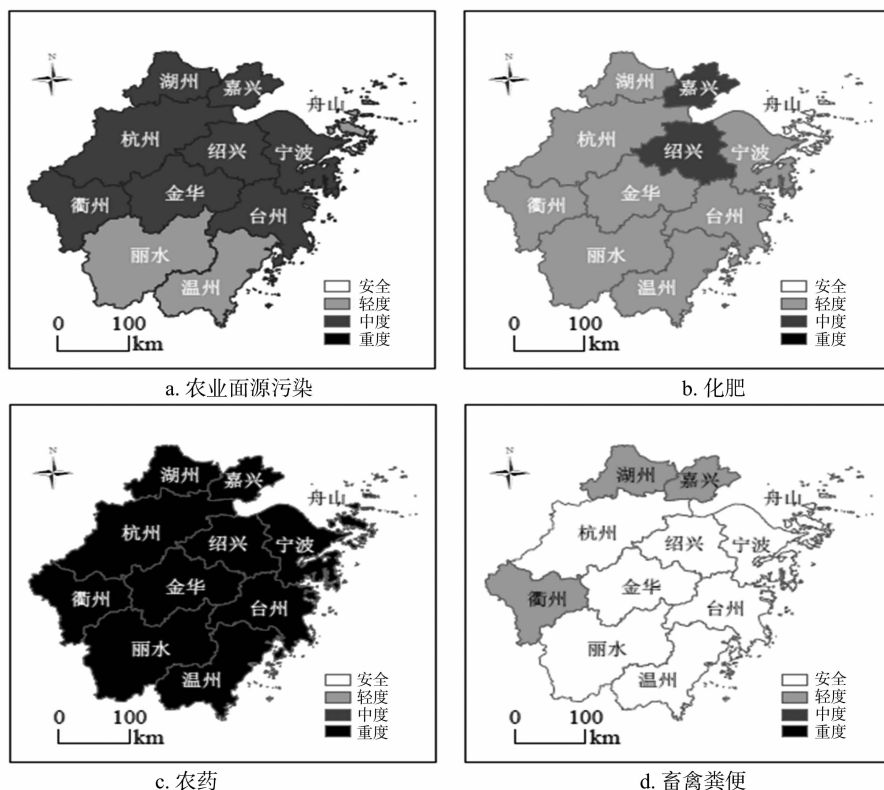 N
湖州
嘉兴
舟山
杭州
绍兴
宁波
衢州
金华
台州
丽水
温州
安全
轻度
中度
重度
0 100
km
a. 农业面源污染
N
湖州
嘉兴
舟山
杭州
绍兴
宁波
衢州
金华
台州
丽水
温州
安全
轻度
中度
重度
0 100
km
b. 化肥
N
湖州
嘉兴
舟山
杭州
绍兴
宁波
衢州
金华
台州
丽水
温州
安全
轻度
中度
重度
0 100
km
c. 农药
N
湖州
嘉兴
舟山
杭州
绍兴
宁波
衢州
金华
台州
丽水
温州
安全
轻度
中度
重度
0 100
km
d. 畜禽粪便